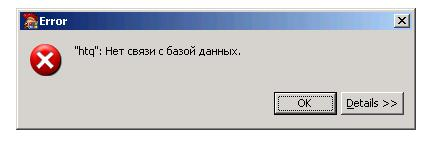 Error
"htq": Нет связи с базой данных.
OK Details >>